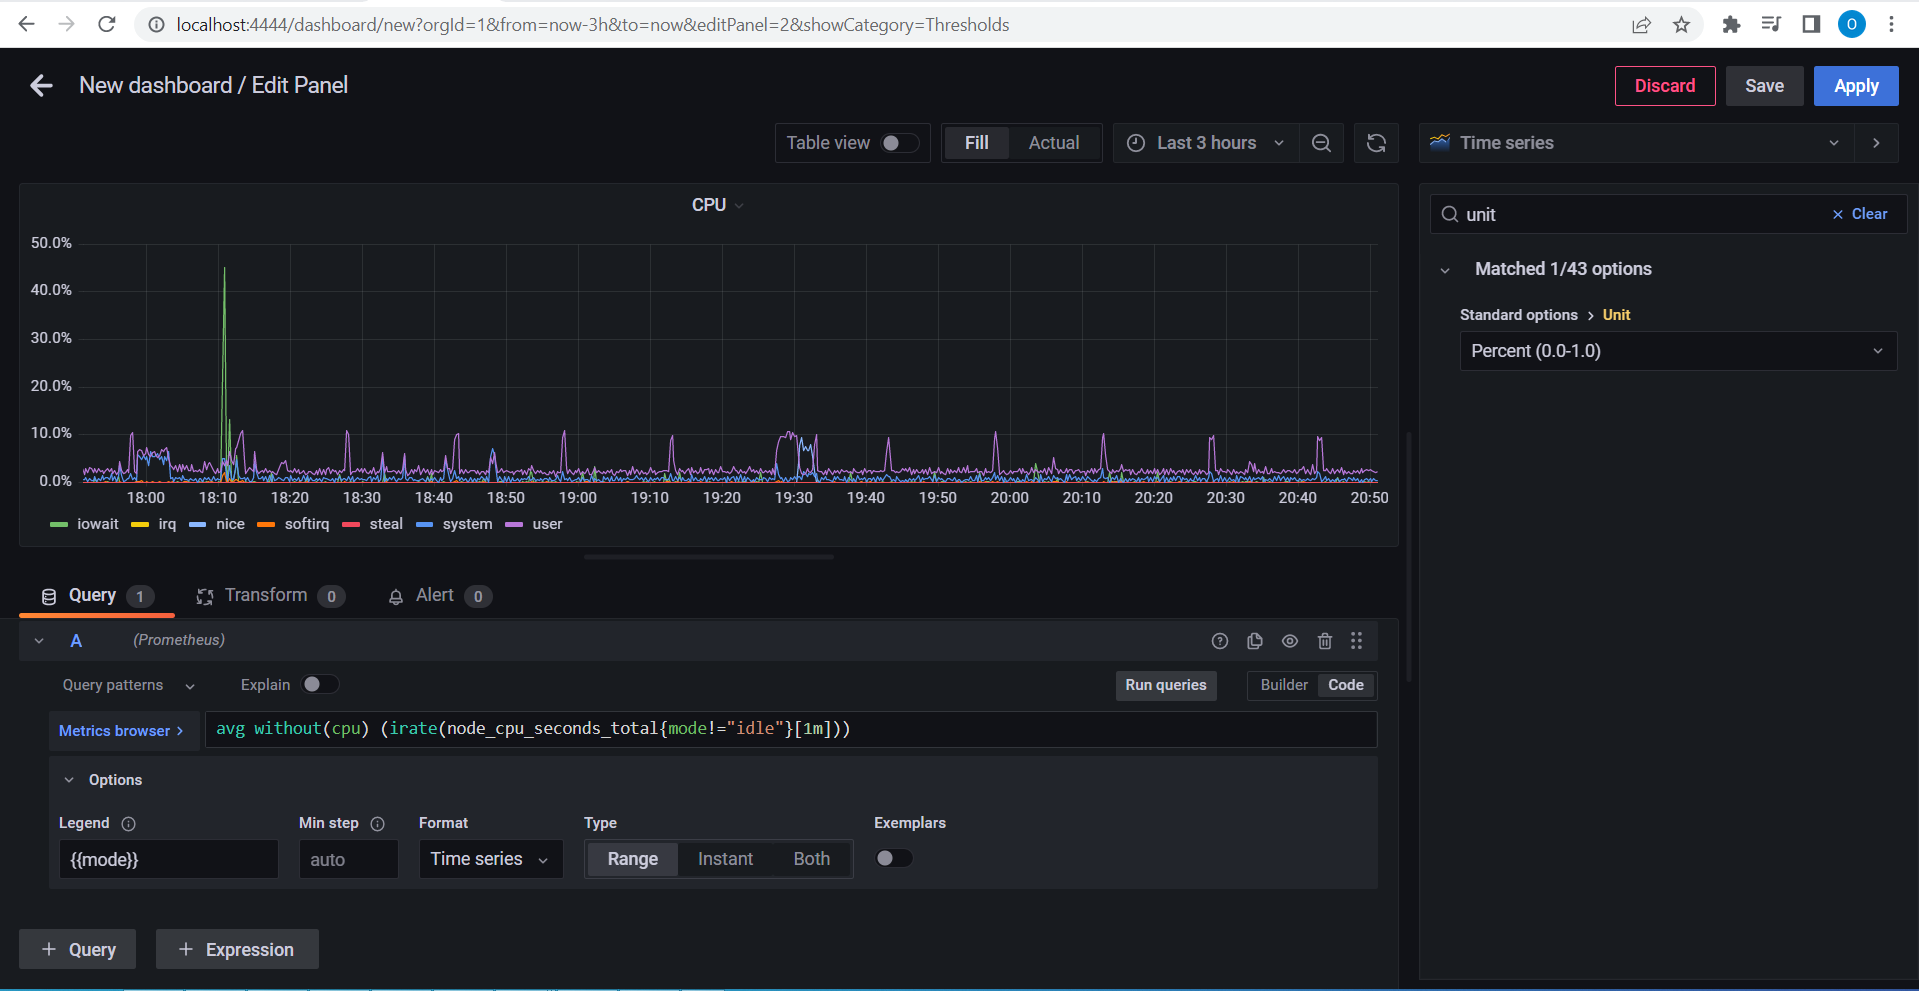 localhost:4444/dashboard/new?orgId=1&from=now-3h&to=now&editPanel=2&showCategory=Thresholds
O
New dashboard / Edit Panel
Discard
Save
Apply
Table view
Fill
Actual
Last 3 hours
Time series
CPU
unit
Clear
Matched 1/43 options
Standard options > Unit
Percent (0.0-1.0)
50.0%
40.0%
30.0%
20.0%
10.0%
0.0%
18:00 18:10 18:20 18:30 18:40 18:50 19:00 19:10 19:20 19:30 19:40 19:50 20:00 20:10 20:20 20:30 20:40 20:50
iowait irq nice softirq steal system user
Query 1
Transform 0
Alert 0
A (Prometheus)
Query patterns
Explain
Run queries
Builder
Code
Metrics browser >
avg without(cpu) (irate(node_cpu_seconds_total{mode!="idle"}[1m]))
Options
Legend
Min step
Format
Type
Exemplars
{{mode}}
auto
Time series
Range
Instant
Both
+ Query
+ Expression